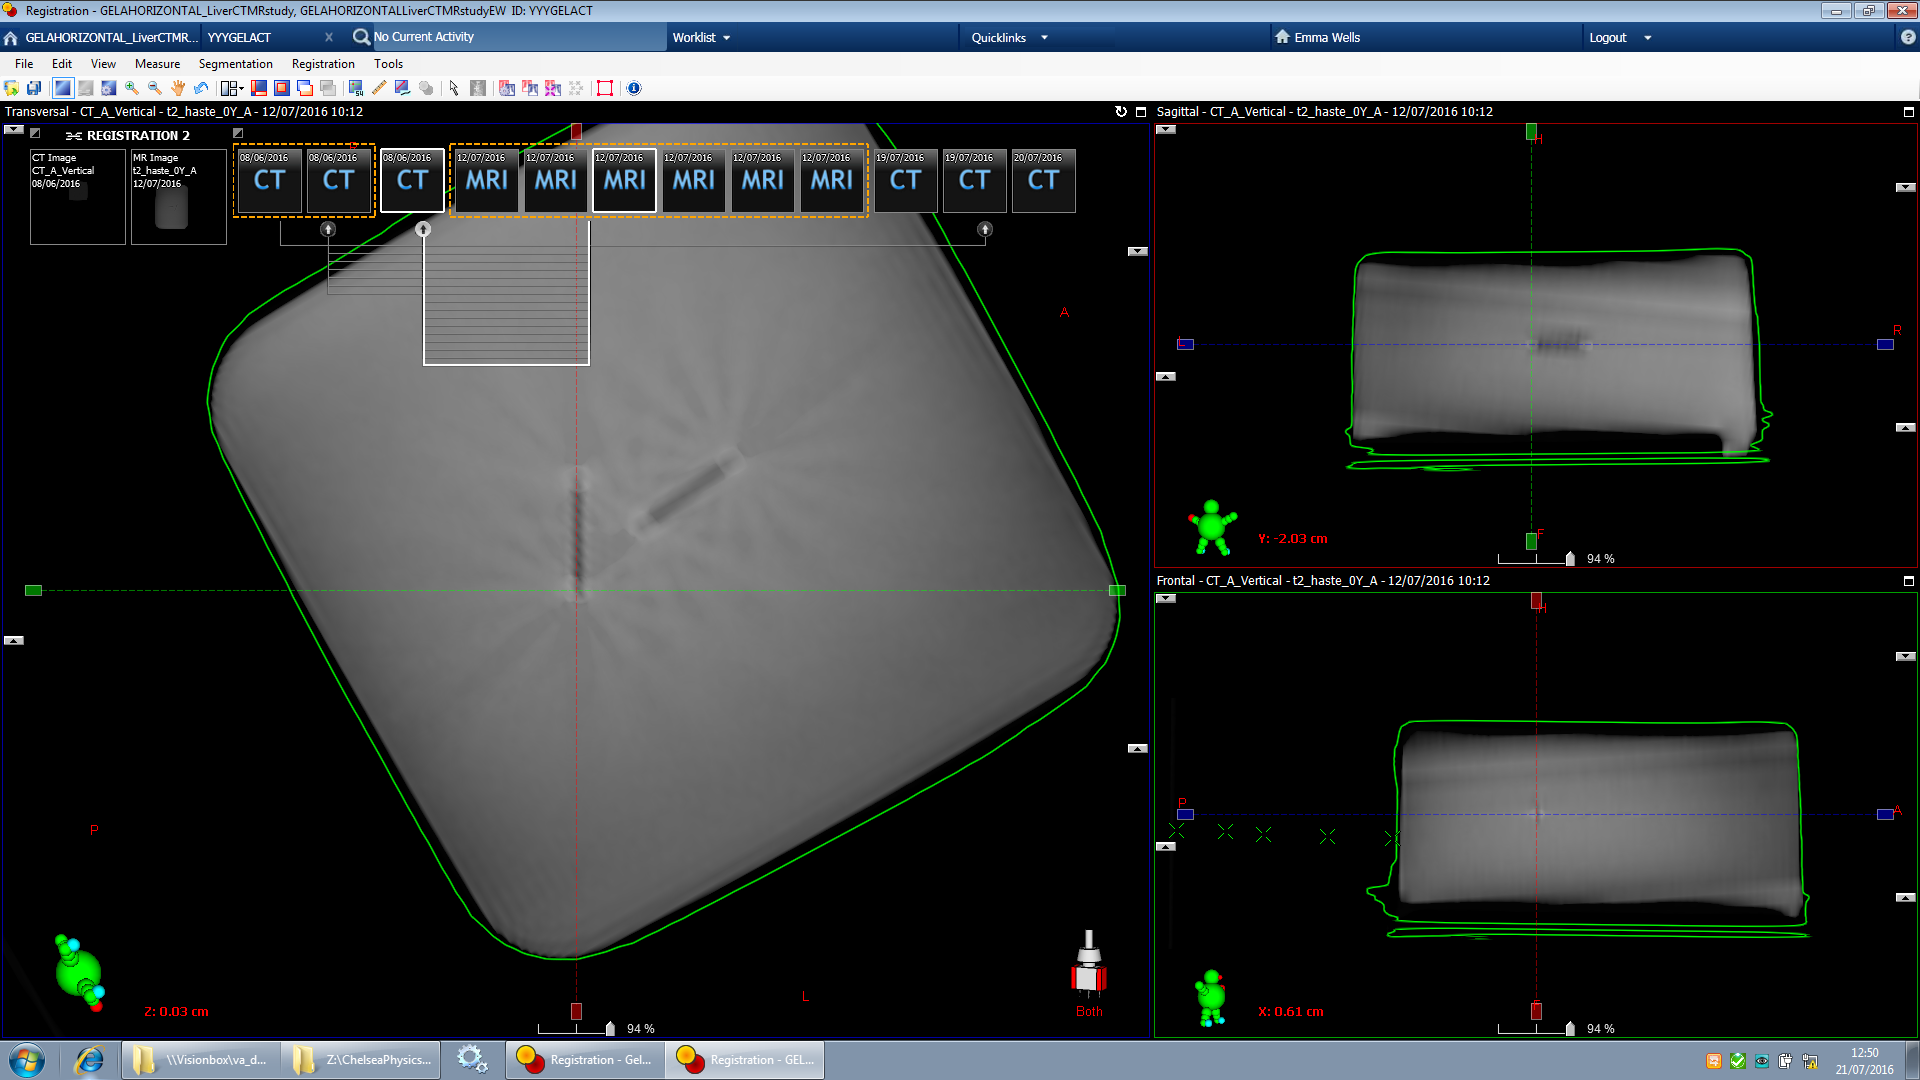 Registration - GELAHORIZONTAL_LiverCTMRstudy, GELAHORIZONTALLiverCTMRstudyEW ID: YYYGELACT
GELAHORIZONTAL_LiverCTMR... YYYGELACT x No Current Activity Worklist Quicklinks Emma Wells Logout ?
File Edit View Measure Segmentation Registration Tools
Transversal - CT_A_Vertical - t2_haste_0Y_A - 12/07/2016 10:12
REGISTRATION 2
CT Image
CT_A_Vertical
08/06/2016
MR Image
t2_haste_0Y_A
12/07/2016
08/06/2016 08/06/2016 08/06/2016 12/07/2016 12/07/2016 12/07/2016 12/07/2016 12/07/2016 12/07/2016 19/07/2016 19/07/2016 20/07/2016
CT CT CT MRI MRI MRI MRI MRI MRI CT CT CT
A
P
L
Z: 0.03 cm
94 %
Both
Sagittal - CT_A_Vertical - t2_haste_0Y_A - 12/07/2016 10:12
H
L
R
F
Y: -2.03 cm
94 %
Frontal - CT_A_Vertical - t2_haste_0Y_A - 12/07/2016 10:12
H
P
A
F
X: 0.61 cm
94 %
\\Visionbox\va_d... Z:\ChelseaPhysics... Registration - Gel... Registration - GEL...
12:50
21/07/2016